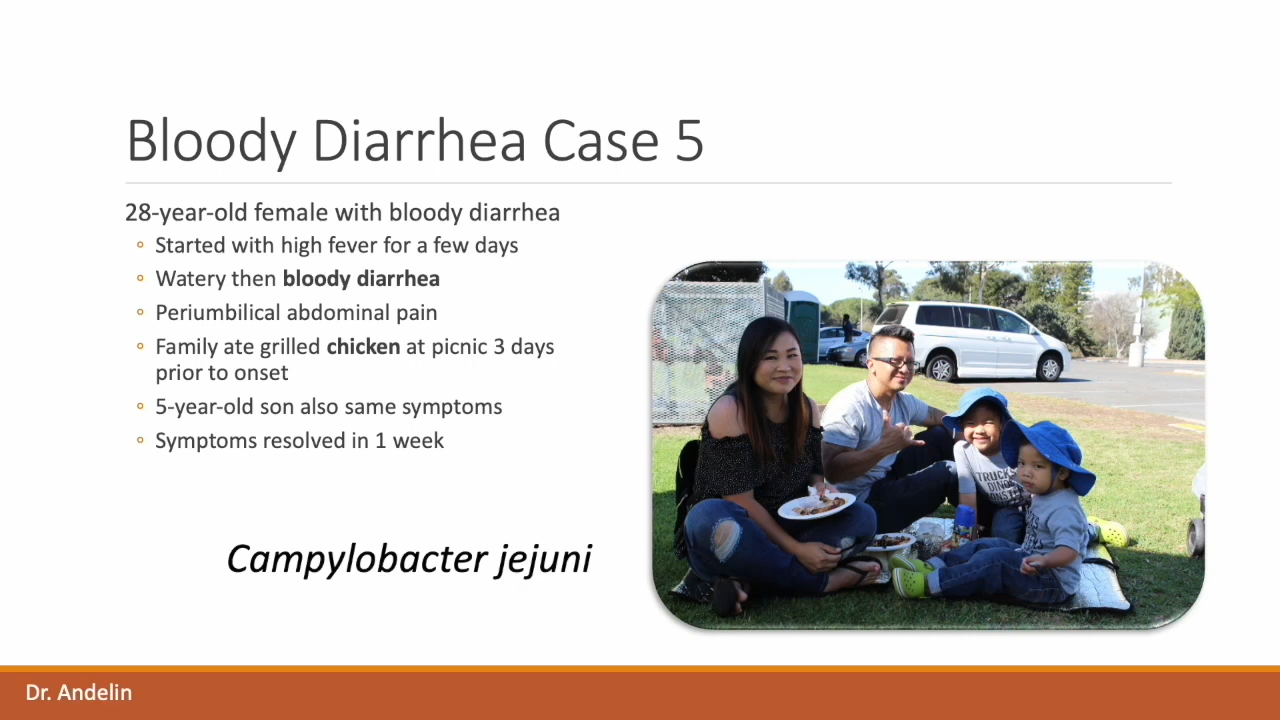 Bloody Diarrhea Case 5
28-year-old female with bloody diarrhea
Started with high fever for a few days
Watery then bloody diarrhea
Periumbilical abdominal pain
Family ate grilled chicken at picnic 3 days
prior to onset
5-year-old son also same symptoms
Symptoms resolved in 1 week
Campylobacter jejuni
TRUCKS
Dr. Andelin